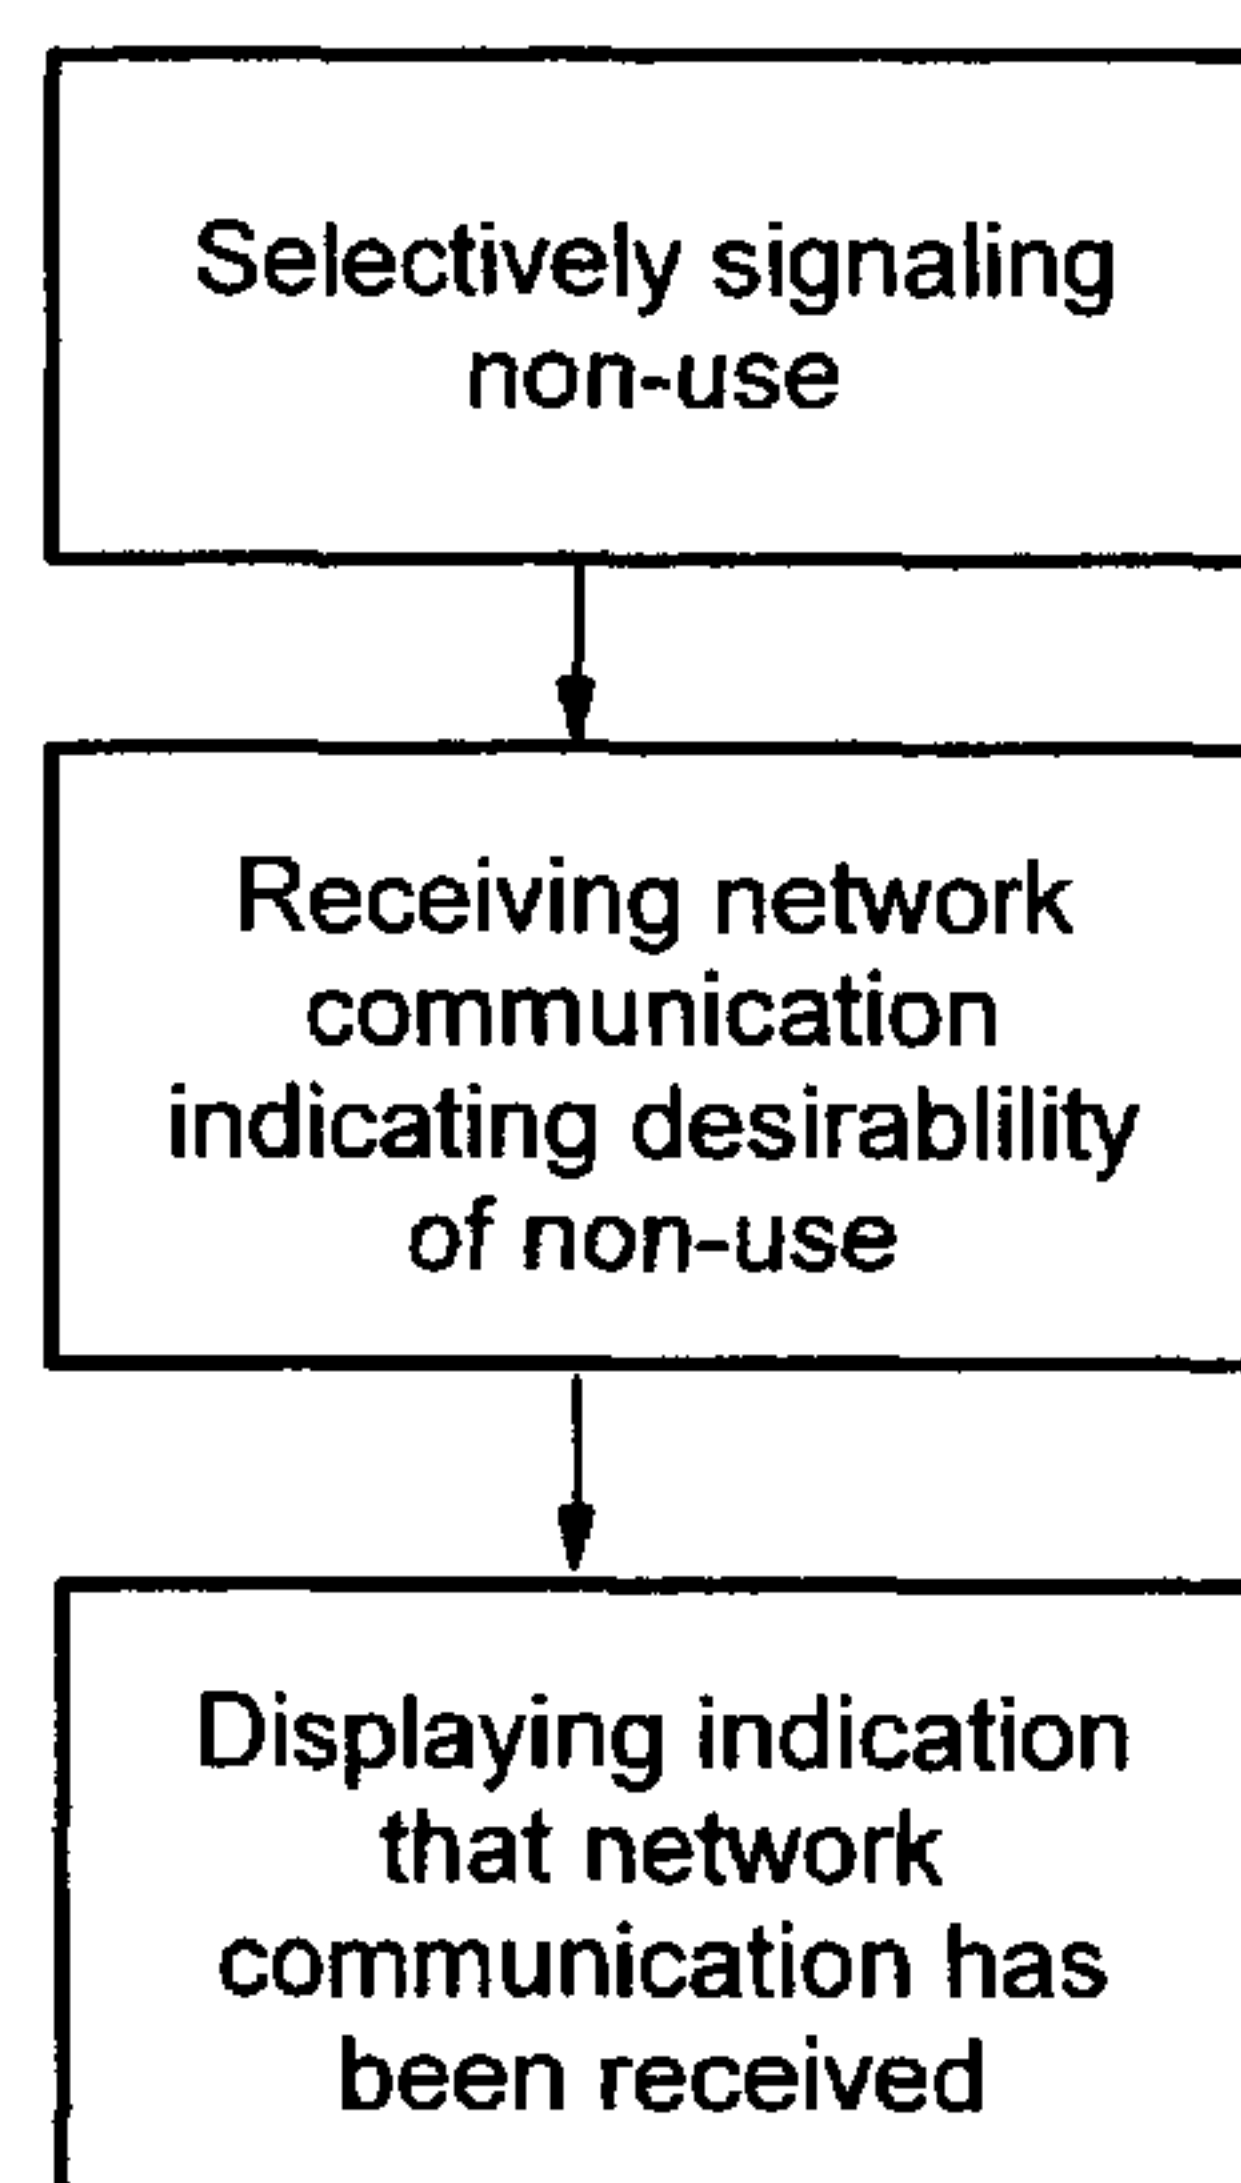 Selectively signaling
non-use
Receiving network
communication
indicating desirablility
of non-use
Displaying indication
that network
communication has
been received